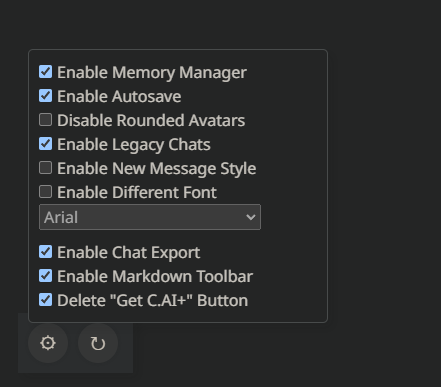 Enable Memory Manager
Enable Autosave
Disable Rounded Avatars
Enable Legacy Chats
Enable New Message Style
Enable Different Font
Arial
Enable Chat Export
Enable Markdown Toolbar
Delete "Get C.AI+" Button